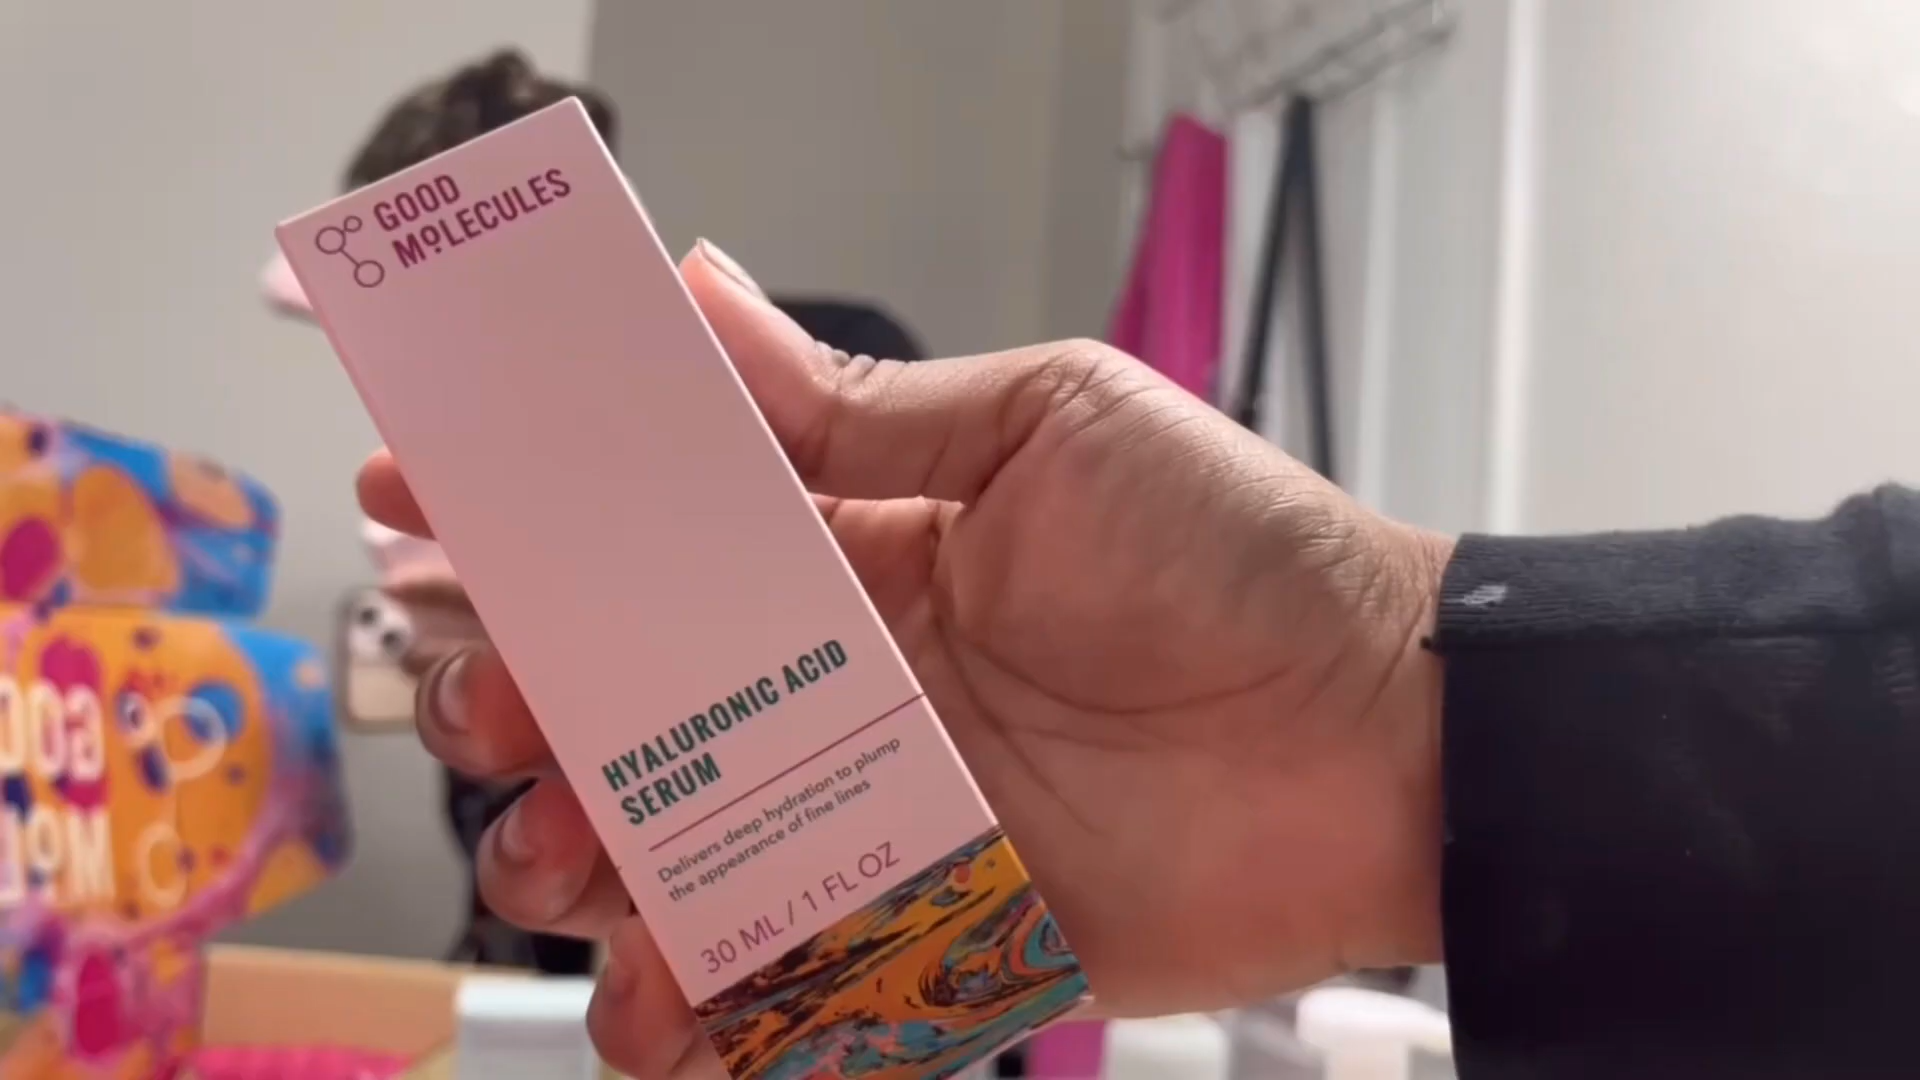 GOOD
MOLECULES
HYALURONIC ACID
SERUM
Delivers deep hydration to plump
the appearance of fine lines
30 ML / 1 FL OZ